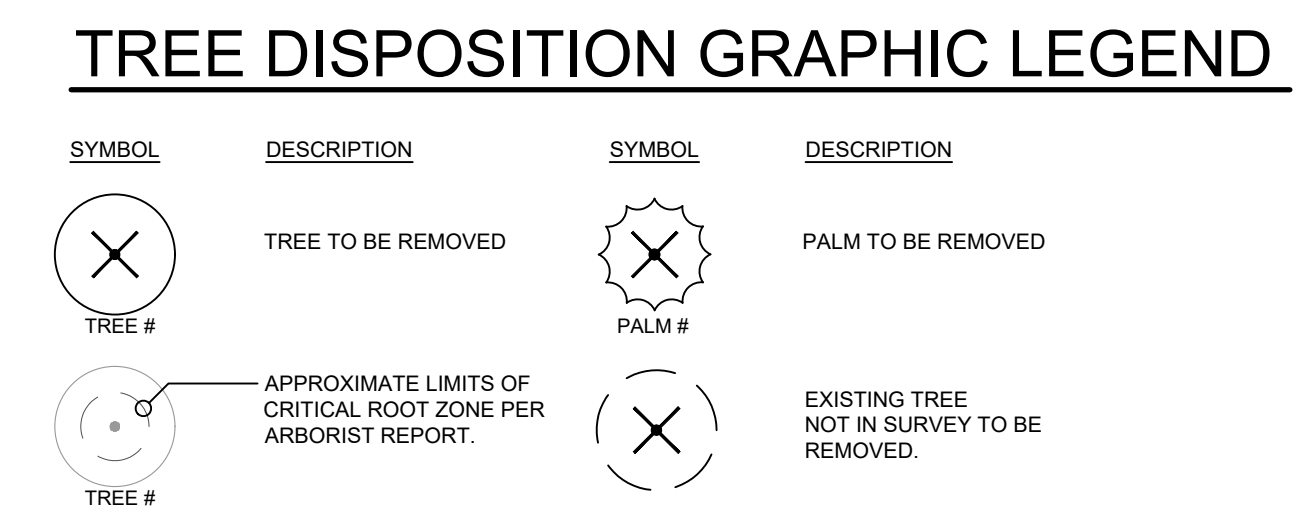 TREE DISPOSITION GRAPHIC LEGEND
SYMBOL DESCRIPTION SYMBOL DESCRIPTION
TREE TO BE REMOVED
TREE #
PALM TO BE REMOVED
PALM #
APPROXIMATE LIMITS OF
CRITICAL ROOT ZONE PER
ARBORIST REPORT.
TREE #
EXISTING TREE
NOT IN SURVEY TO BE
REMOVED.